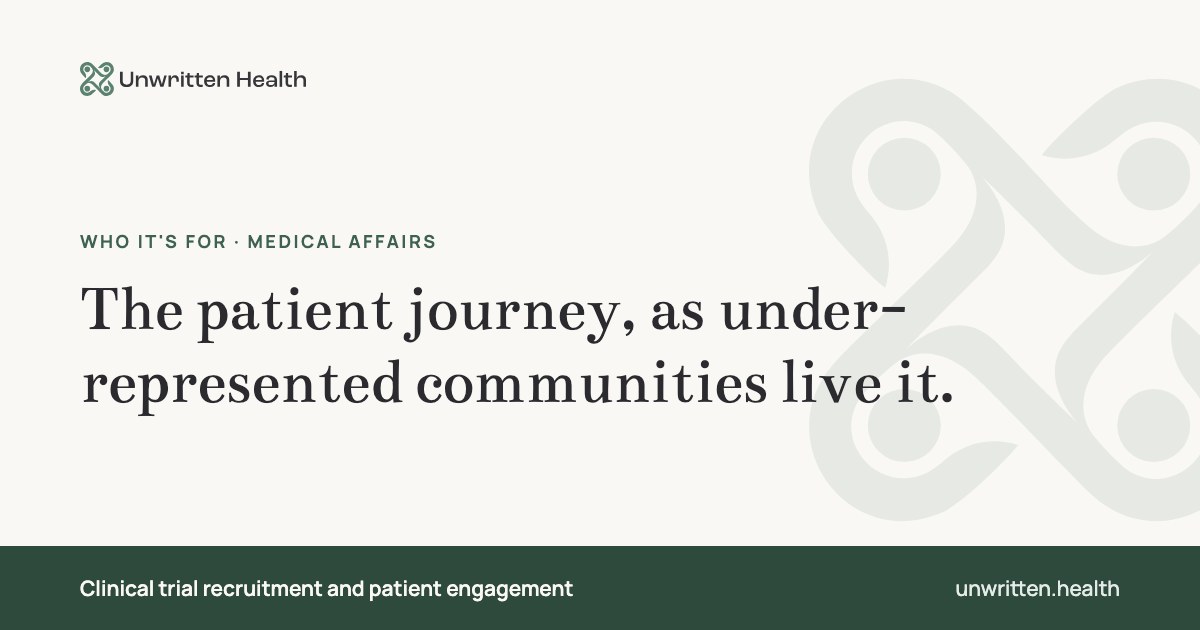 Unwritten Health
WHO IT'S FOR · MEDICAL AFFAIRS
The patient journey, as under-
represented communities live it.
Clinical trial recruitment and patient engagement
unwritten.health